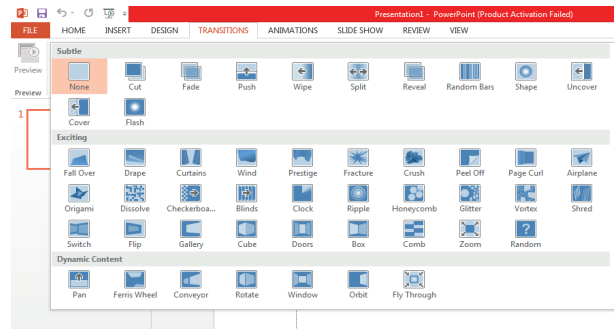 Presentation1 - PowerPoint (Product Activation Failed)
FILE HOME INSERT DESIGN TRANSITIONS ANIMATIONS SLIDE SHOW REVIEW VIEW
Preview
Preview
1
Subtle
None Cut Fade Push Wipe Split Reveal Random Bars Shape Uncover
Cover Flash
Exciting
Fall Over Drape Curtains Wind Prestige Fracture Crush Peel Off Page Curl Airplane
Origami Dissolve Checkerboa... Blinds Clock Ripple Honeycomb Glitter Vortex Shred
Switch Flip Gallery Cube Doors Box Comb Zoom Random
Dynamic Content
Pan Ferris Wheel Conveyor Rotate Window Orbit Fly Through